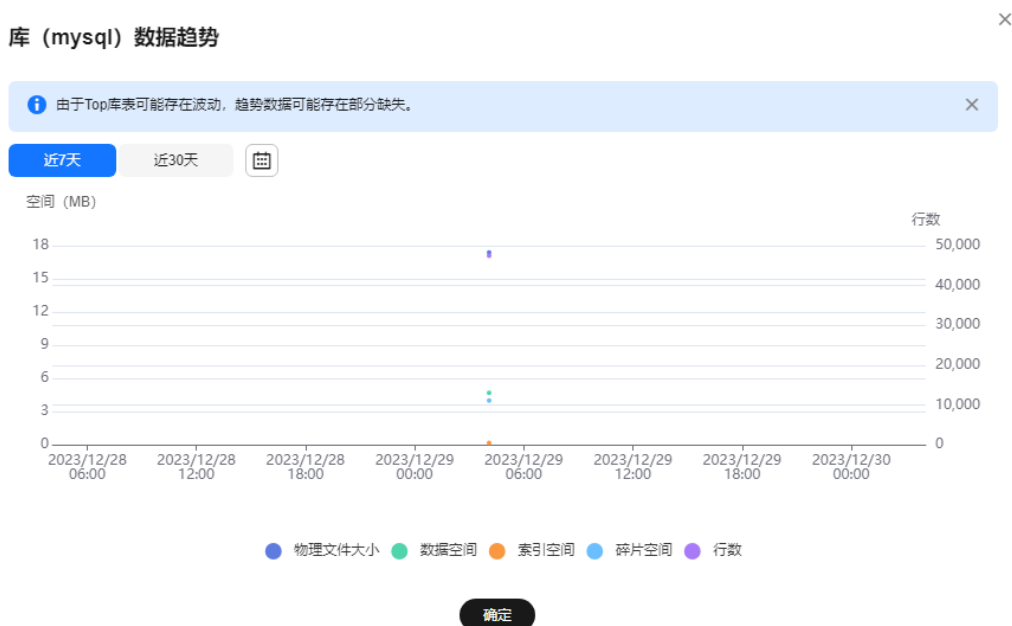 库（mysql）数据趋势
由于Top库表可能存在波动，趋势数据可能存在部分缺失。
近7天 近30天
空间（MB）
行数
18 50,000
15
40,000
12
30,000
9
20,000
6
10,000
3
0 0
2023/12/28 2023/12/28 2023/12/28 2023/12/29 2023/12/29 2023/12/29 2023/12/29 2023/12/30
06:00 12:00 18:00 00:00 06:00 12:00 18:00 00:00
物理文件大小 数据空间 索引空间 碎片空间 行数
确定